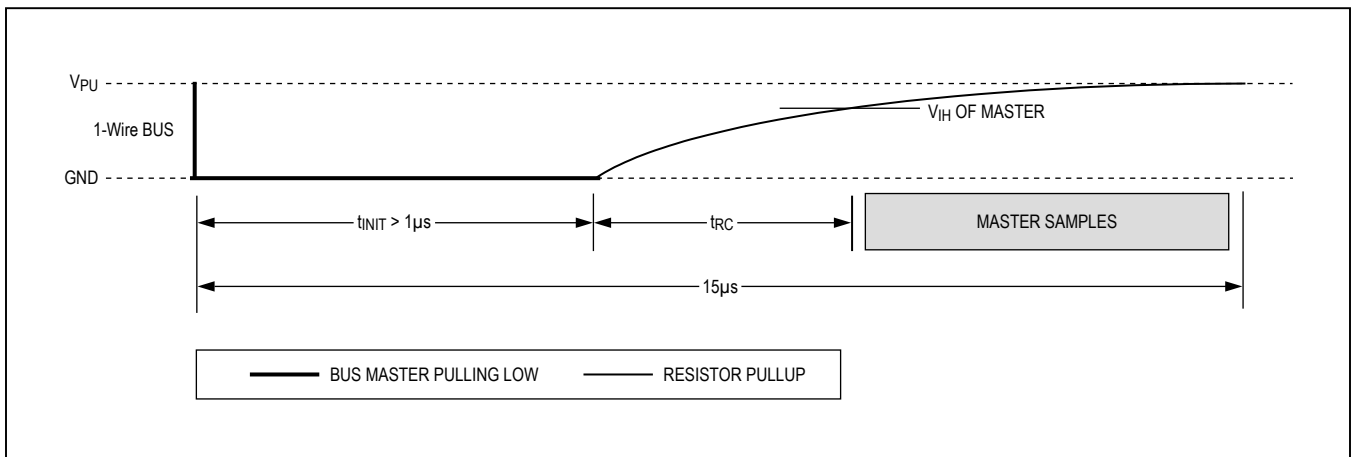 VPU
1-Wire BUS
VIH OF MASTER
GND
tINIT > 1µs
tRC
MASTER SAMPLES
15µs
BUS MASTER PULLING LOW
RESISTOR PULLUP